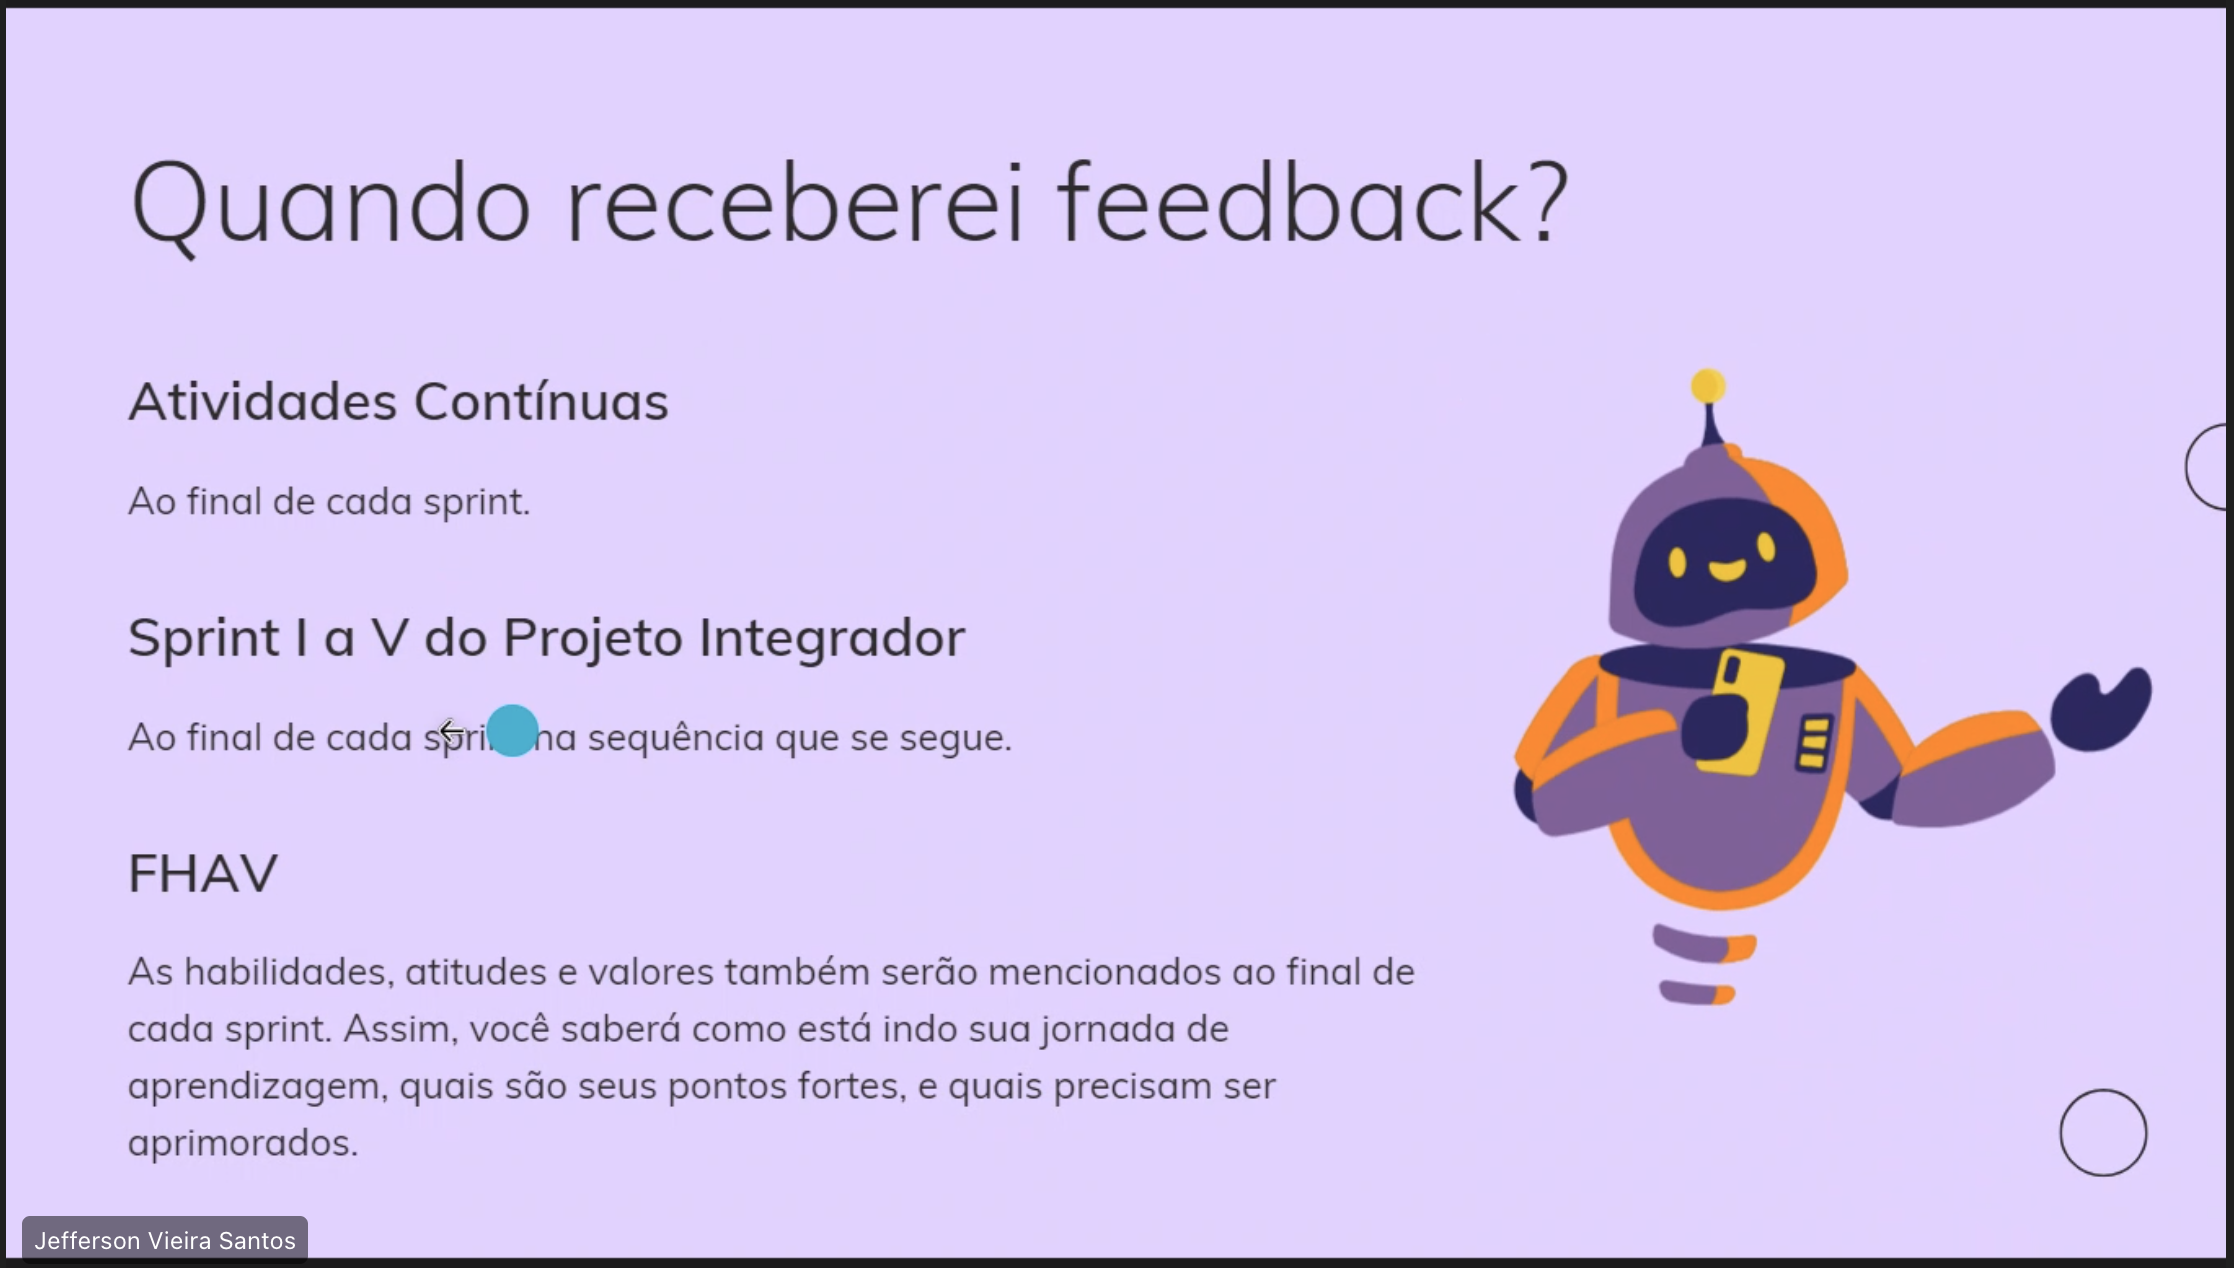 Quando receberei feedback?
Atividades Contínuas
Ao final de cada sprint.
Sprint I a V do Projeto Integrador
Ao final de cada na sequência que se segue.
FHAV
As habilidades, atitudes e valores também serão mencionados ao final de
cada sprint. Assim, você saberá como está indo sua jornada de
aprendizagem, quais são seus pontos fortes, e quais precisam ser
aprimorados.
Jefferson Vieira Santos